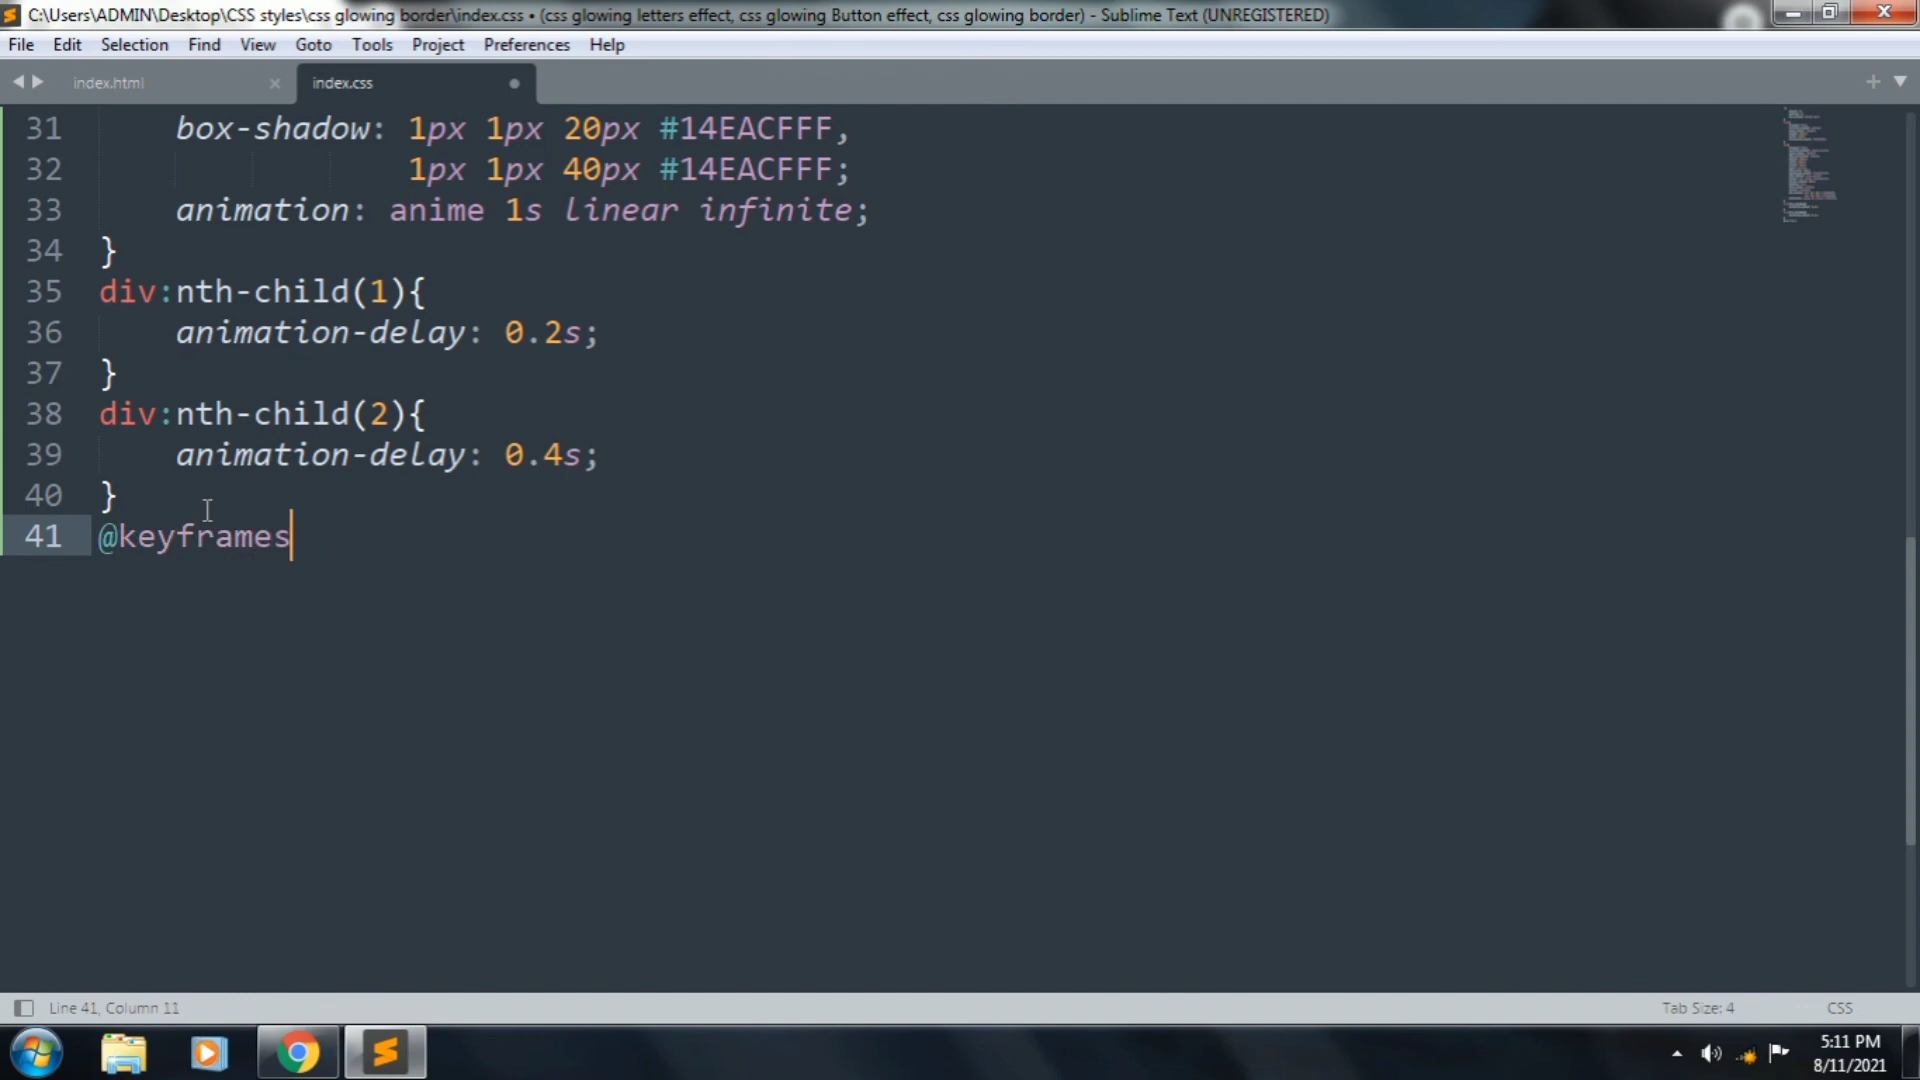 C:\Users\ADMIN\Desktop\CSS styles\css glowing border\index.css • (css glowing letters effect, css glowing Button effect, css glowing border) - Sublime Text (UNREGISTERED)
File Edit Selection Find View Goto Tools Project Preferences Help
index.html index.css
31 box-shadow: 1px 1px 20px #14EACFFF,
32 1px 1px 40px #14EACFFF;
33 animation: anime 1s linear infinite;
34 }
35 div:nth-child(1){
36 animation-delay: 0.2s;
37 }
38 div:nth-child(2){
39 animation-delay: 0.4s;
40 }
41 @keyframes
Line 41, Column 11 Tab Size: 4 CSS
5:11 PM
8/11/2021